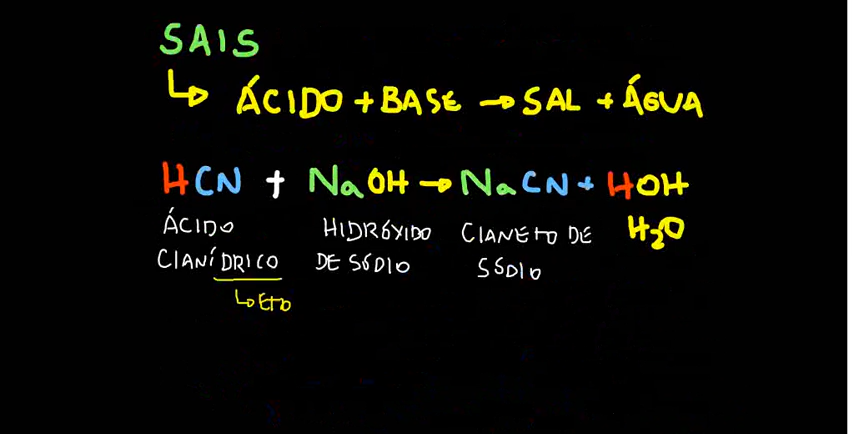 SAIS
↳ ÁCIDO + BASE → SAL + ÁGUA
HCN + NaOH → NaCN + HOH
ÁCIDO CIANÍDRICO
↳ ETO
HIDRÓXIDO DE SÓDIO
CIANETO DE SÓDIO
H₂O